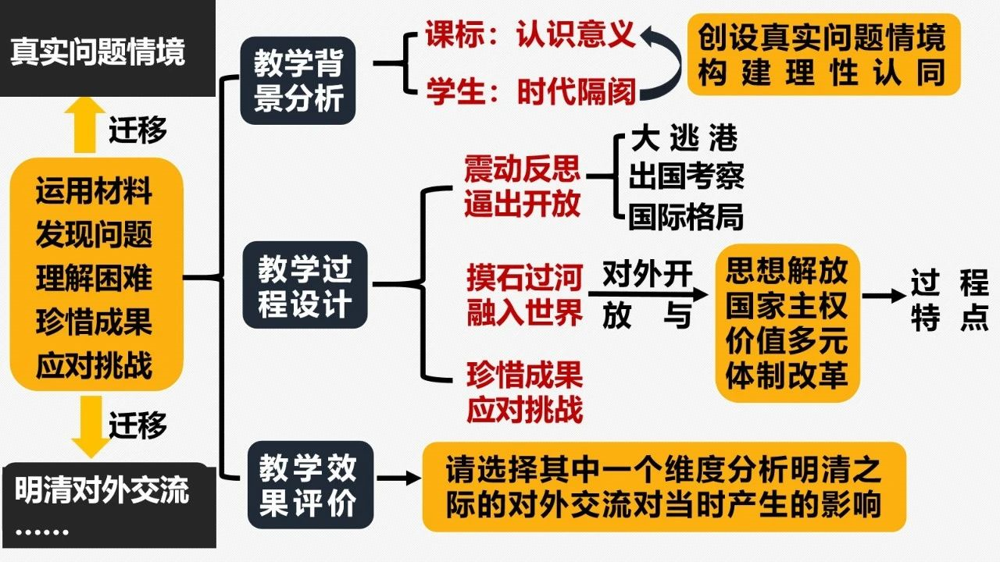 真实问题情境
迁移
运用材料
发现问题
理解困难
珍惜成果
应对挑战
迁移
明清对外交流
……
教学背
景分析
课标：认识意义
学生：时代隔阂
创设真实问题情境
构建理性认同
教学过
程设计
震动反思
逼出开放
大逃港
出国考察
国际格局
摸石过河
融入世界
对外开
放与
思想解放
国家主权
价值多元
体制改革
过程
特点
珍惜成果
应对挑战
教学效
果评价
请选择其中一个维度分析明清之
际的对外交流对当时产生的影响